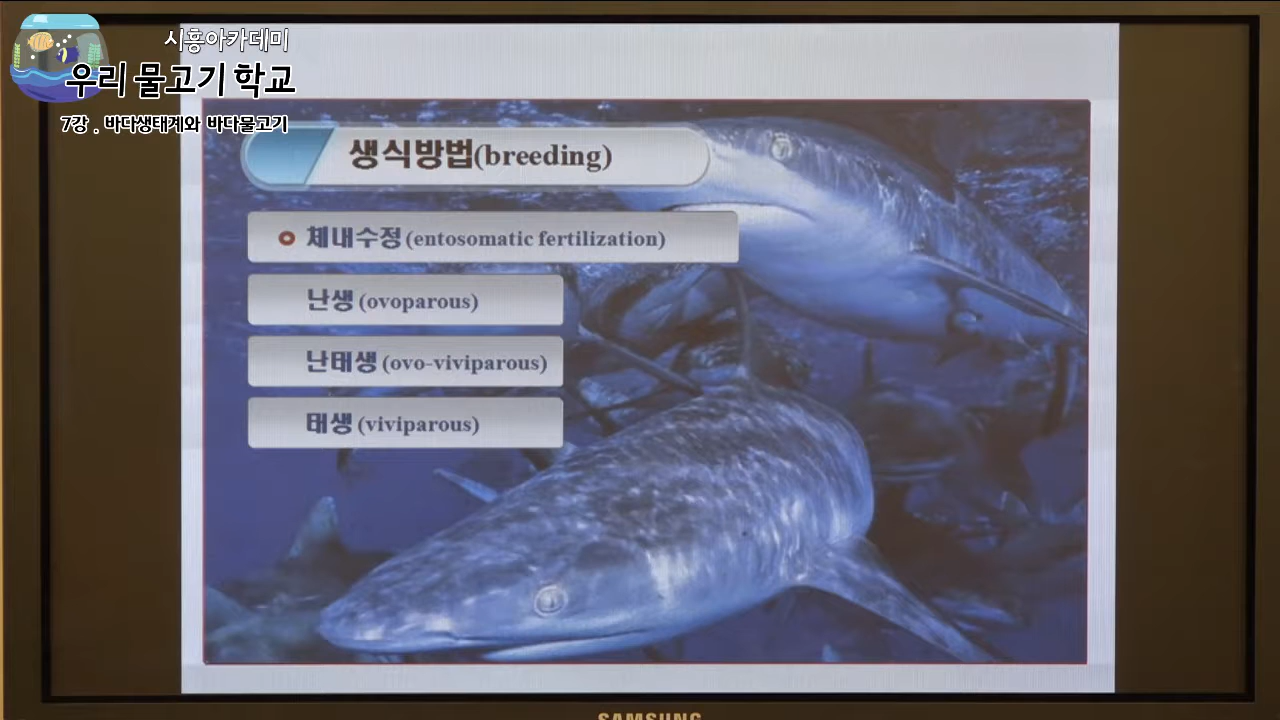 시흥아카데미
우리 물고기 학교
7강 . 바다생태계와 바다물고기
생식방법(breeding)
체내수정(entosomatic fertilization)
난생 (ovoparous)
난태생 (ovo-viviparous)
태생 (viviparous)
SAMSUNG